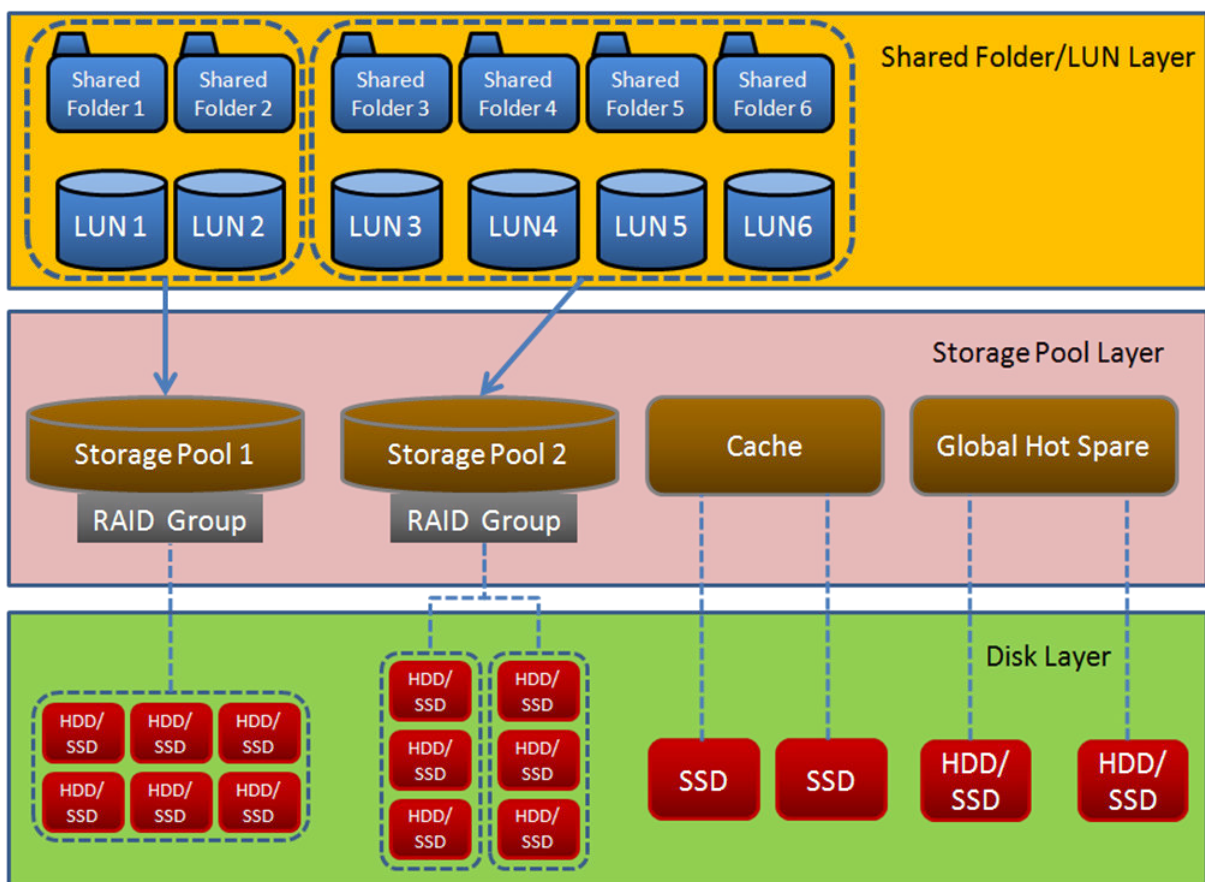 Shared Folder/LUN Layer
Shared
Folder 1
Shared
Folder 2
Shared
Folder 3
Shared
Folder 4
Shared
Folder 5
Shared
Folder 6
LUN 1
LUN 2
LUN 3
LUN4
LUN 5
LUN6
Storage Pool Layer
Storage Pool 1
Storage Pool 2
Cache
Global Hot Spare
RAID Group
RAID Group
Disk Layer
HDD/
SSD
HDD/
SSD
HDD/
SSD
HDD/
SSD
HDD/
SSD
HDD/
SSD
HDD/
SSD
HDD/
SSD
HDD/
SSD
HDD/
SSD
HDD/
SSD
HDD/
SSD
SSD
SSD
HDD/
SSD
HDD/
SSD